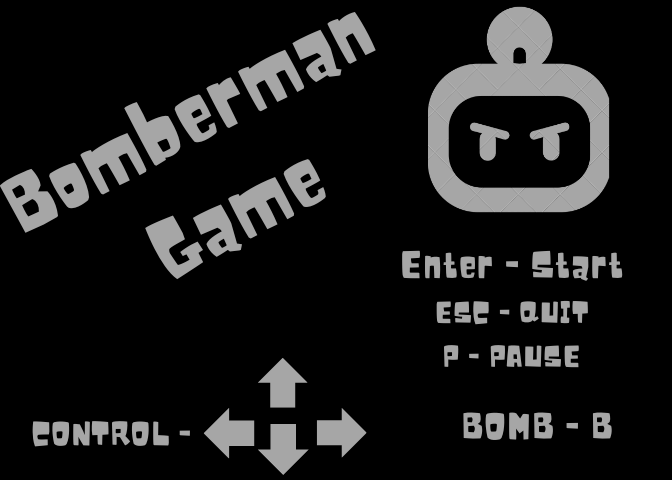 Bomberman
Game
Enter - Start
ESC - QUIT
P - PAUSE
CONTROL -
BOMB - B